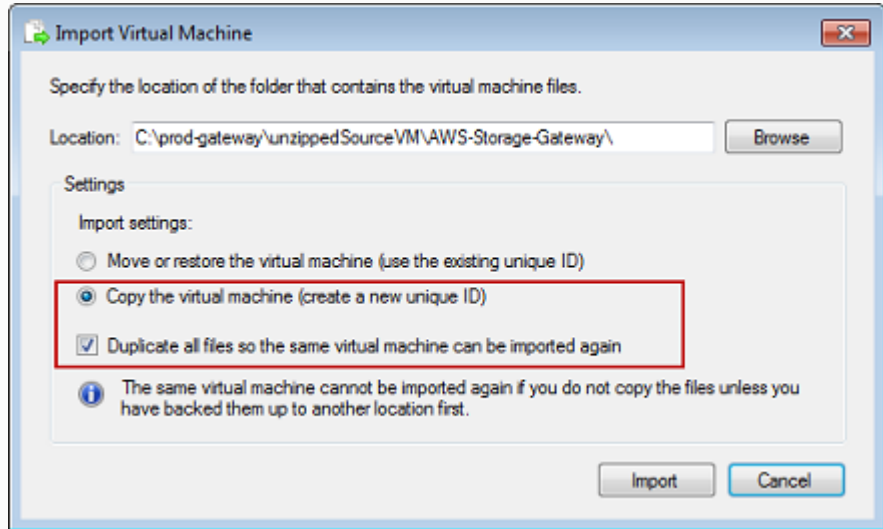 Import Virtual Machine
Specify the location of the folder that contains the virtual machine files.
Location: C:\prod-gateway\unzippedSourceVM\AWS-Storage-Gateway\ Browse
Settings
Import settings:
Move or restore the virtual machine (use the existing unique ID)
Copy the virtual machine (create a new unique ID)
Duplicate all files so the same virtual machine can be imported again
The same virtual machine cannot be imported again if you do not copy the files unless you
have backed them up to another location first.
Import Cancel